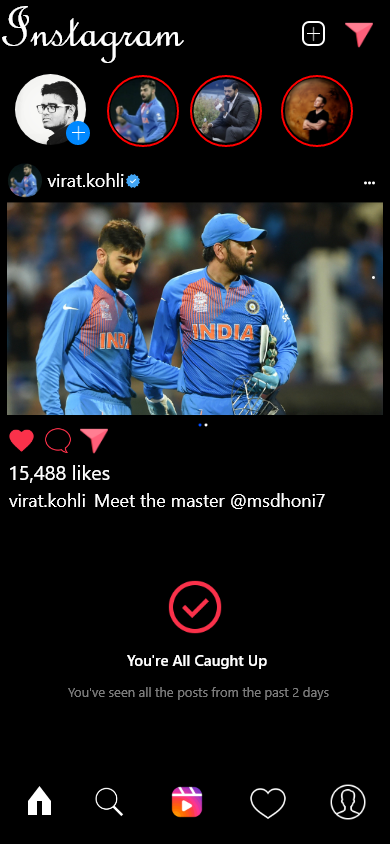 Instagram
virat.kohli
INDIA
INDIA
15,488 likes
virat.kohli Meet the master @msdhoni7
You're All Caught Up
You've seen all the posts from the past 2 days